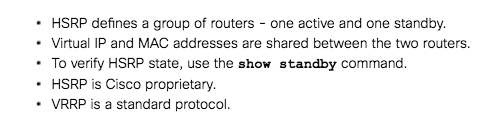 • HSRP defines a group of routers - one active and one standby.
• Virtual IP and MAC addresses are shared between the two routers.
• To verify HSRP state, use the show standby command.
• HSRP is Cisco proprietary.
• VRRP is a standard protocol.